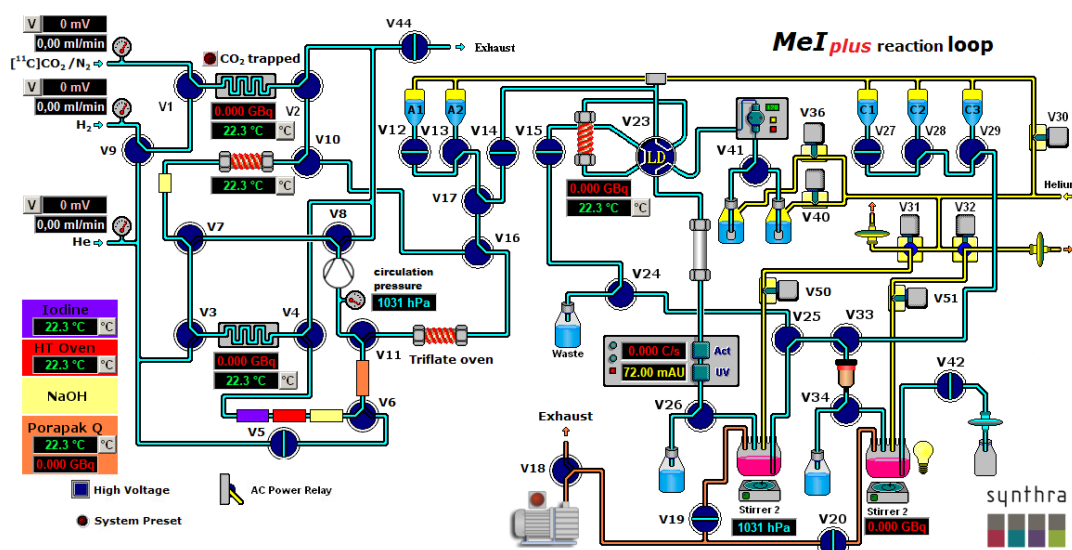 MeI plus reaction loop
V 0 mV
0,00 ml/min
[¹¹C]CO₂/N₂
V44
Exhaust
CO₂ trapped
V1
V2
0.000 GBq
22.3 °C °C
V 0 mV
0,00 ml/min
H₂
V9
V10
22.3 °C °C
A1
A2
V12
V13
V14
V15
V23
LD
0.000 GBq
22.3 °C °C
V41
V36
C1
C2
C3
V27
V28
V29
V30
V40
Helium
V 0 mV
0,00 ml/min
He
V7
V8
V17
V16
V31
V32
circulation
pressure
1031 hPa
V24
Waste
V50
V51
V25
V33
V3
V4
0.000 GBq
22.3 °C °C
V11
Triflate oven
Iodine
22.3 °C °C
HT Oven
22.3 °C °C
NaOH
Porapak Q
22.3 °C °C
0.000 GBq
0.000 C/s
72.00 mAU
Act
UV
V6
V5
V26
V34
V42
Exhaust
V18
V19
V20
Stirrer 2
1031 hPa
Stirrer 2
0.000 GBq
High Voltage
AC Power Relay
System Preset
synthra